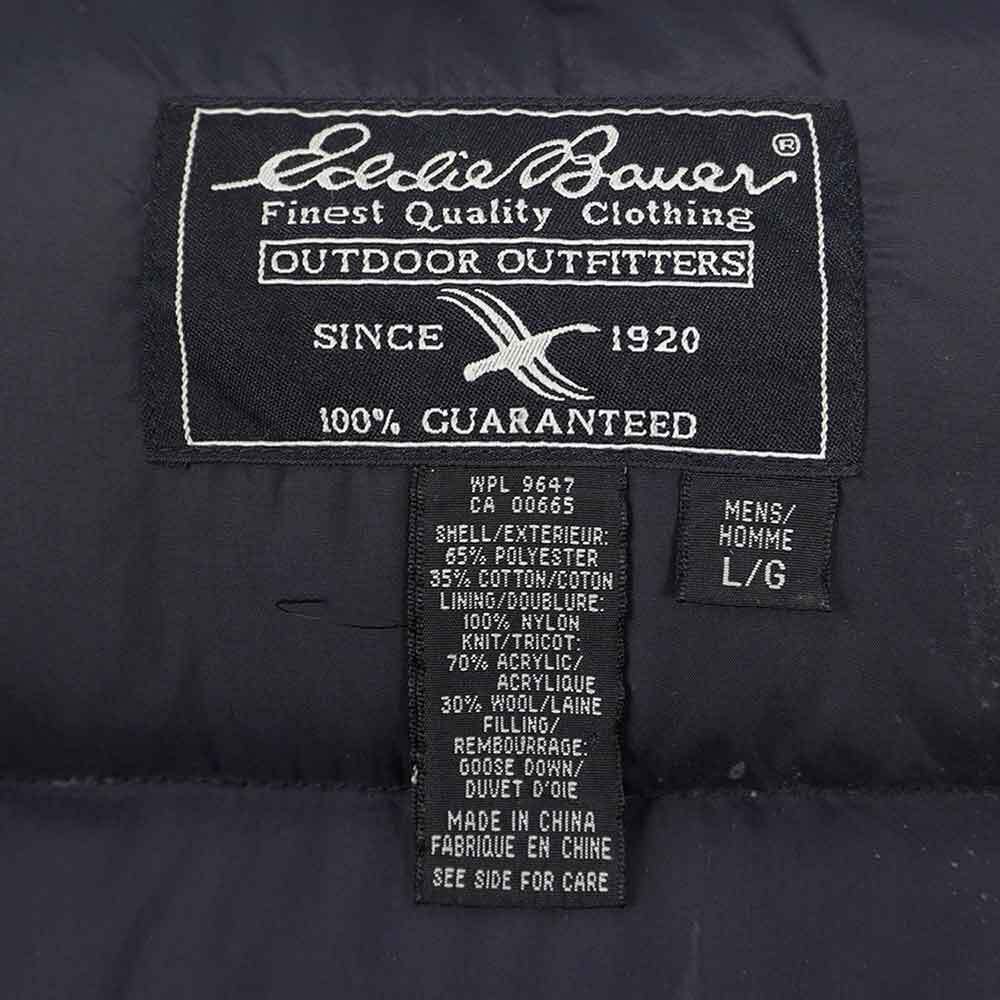 Eddie Bauer®
Finest Quality Clothing
OUTDOOR OUTFITTERS
SINCE 1920
100% GUARANTEED
WPL 9647
CA 00665
SHELL/EXTERIEUR:
65% POLYESTER
35% COTTON/COTON
LINING/DOUBLURE:
100% NYLON
KNIT/TRICOT:
70% ACRYLIC/
ACRYLIQUE
30% WOOL/LAINE
FILLING/
REMBOURRAGE:
GOOSE DOWN/
DUVET D'OIE
MADE IN CHINA
FABRIQUE EN CHINE
SEE SIDE FOR CARE
MENS/
HOMME
L/G